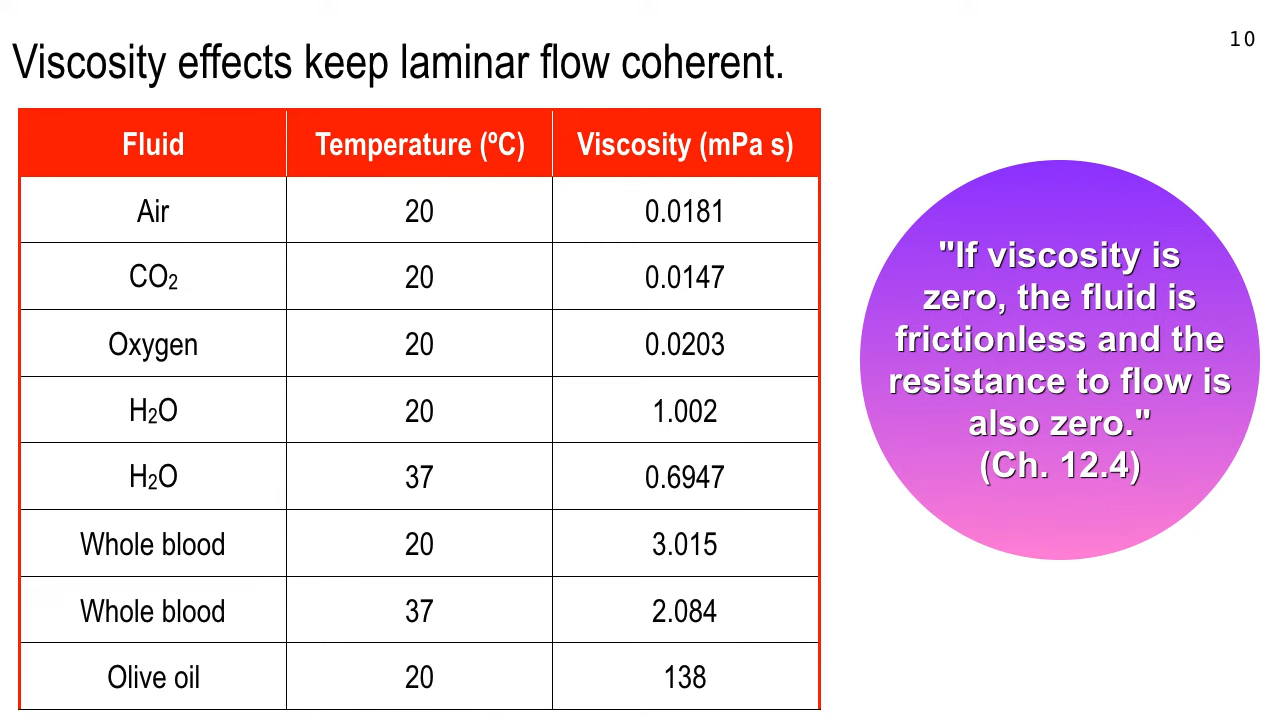 10
Viscosity effects keep laminar flow coherent.
Fluid Temperature (ºC) Viscosity (mPa s)
Air 20 0.0181
CO₂ 20 0.0147
Oxygen 20 0.0203
H₂O 20 1.002
H₂O 37 0.6947
Whole blood 20 3.015
Whole blood 37 2.084
Olive oil 20 138
"If viscosity is
zero, the fluid is
frictionless and the
resistance to flow is
also zero."
(Ch. 12.4)